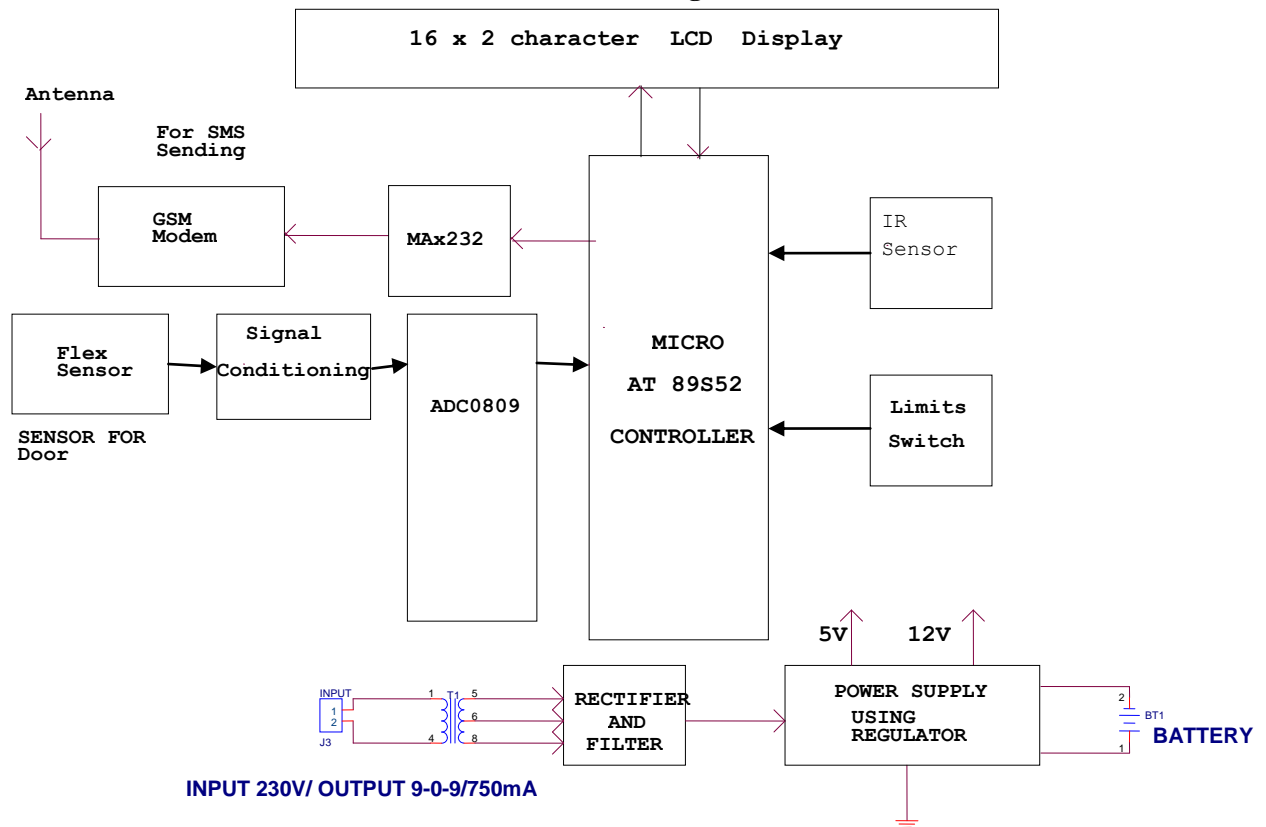 16 x 2 character LCD Display
Antenna
For SMS
Sending
GSM
Modem
MAx232
IR
Sensor
Flex
Sensor
Signal
Conditioning
ADC0809
MICRO
AT 89S52
CONTROLLER
Limits
Switch
SENSOR FOR
Door
5V
12V
INPUT
1
2
J3
1
4
T1
5
6
8
RECTIFIER
AND
FILTER
POWER SUPPLY
USING
REGULATOR
2
1
BT1
BATTERY
INPUT 230V/ OUTPUT 9-0-9/750mA